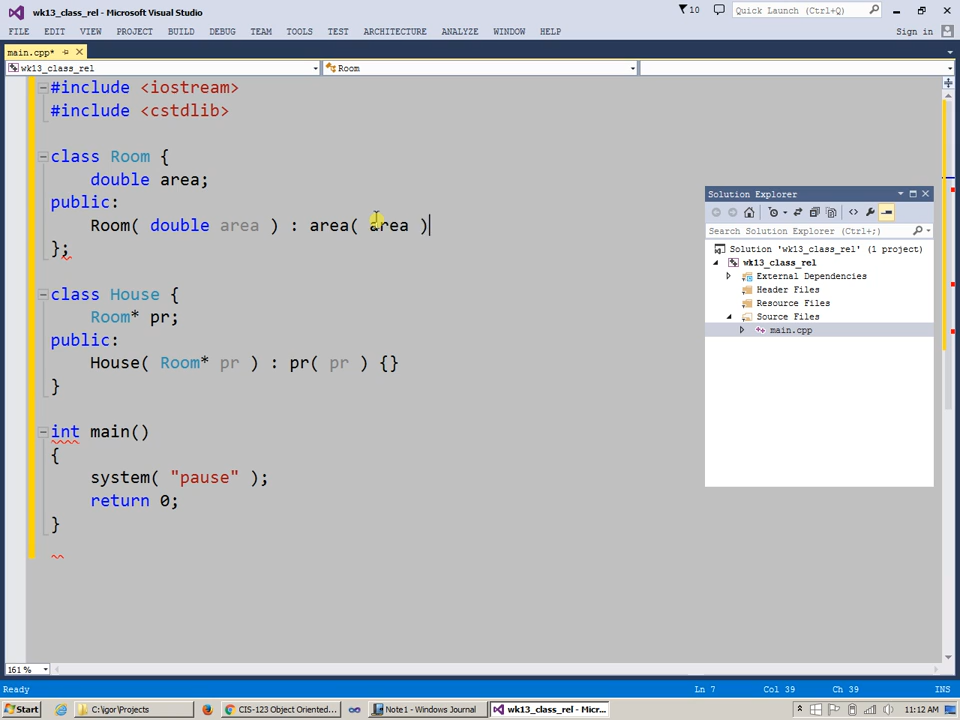 wk13_class_rel - Microsoft Visual Studio
10
Quick Launch (Ctrl+Q)
FILE EDIT VIEW PROJECT BUILD DEBUG TEAM TOOLS TEST ARCHITECTURE ANALYZE WINDOW HELP
Sign in
main.cpp*
wk13_class_rel
Room
#include <iostream>
#include <cstdlib>
class Room {
double area;
public:
Room( double area ) : area( area )
};
class House {
Room* pr;
public:
House( Room* pr ) : pr( pr ) {}
}
int main()
{
system( "pause" );
return 0;
}
Solution Explorer
Search Solution Explorer (Ctrl+;)
Solution 'wk13_class_rel' (1 project)
wk13_class_rel
External Dependencies
Header Files
Resource Files
Source Files
main.cpp
161 %
Ready
Ln 7
Col 39
Ch 39
INS
Start
C:\igor\Projects
CIS-123 Object Oriented...
Note1 - Windows Journal
wk13_class_rel - Micr...
11:12 AM